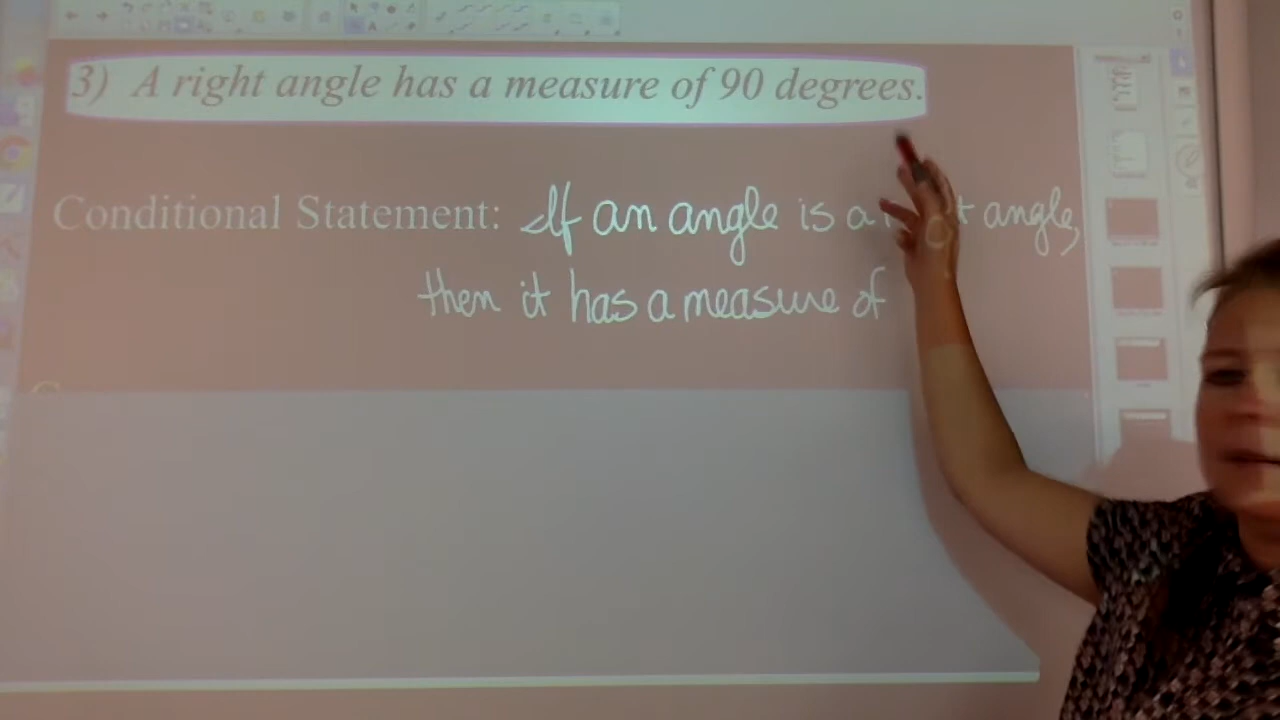 3) A right angle has a measure of 90 degrees.
Conditional Statement: If an angle is a angle,
then it has a measure of